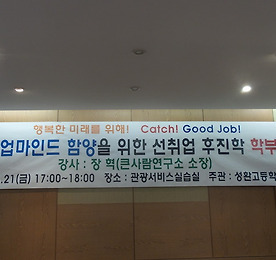 행복한 미래를 위해! Catch! Good Job!
업마인드 함양을 위한 선취업 후진학 학부
강사 : 장 혁(큰사람연구소 소장)
.21(금) 17:00~18:00 장소 : 관광서비스실습실 주관 : 성환고등학